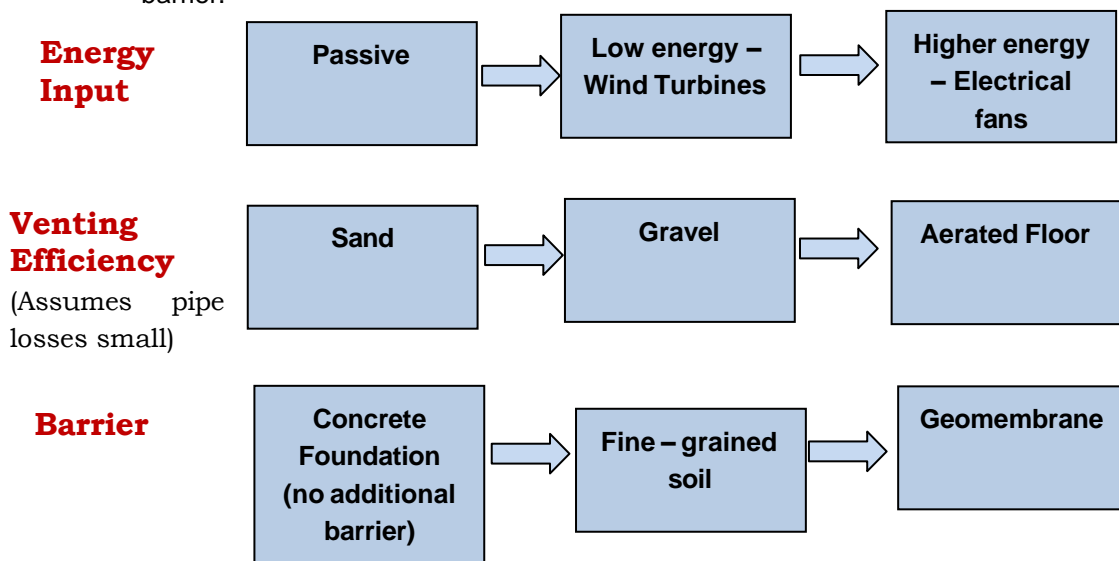 barrier.
Energy
Input
Passive
Low energy –
Wind Turbines
Higher energy
– Electrical
fans
Venting
Efficiency
(Assumes pipe
losses small)
Sand
Gravel
Aerated Floor
Barrier
Concrete
Foundation
(no additional
barrier)
Fine – grained
soil
Geomembrane